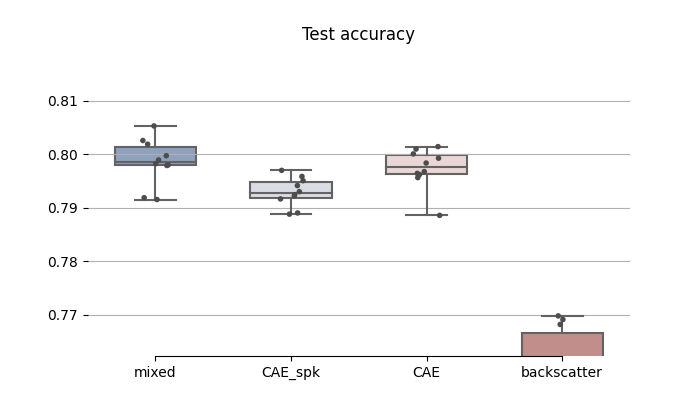 Test accuracy
0.81
0.80
0.79
0.78
0.77
mixed
CAE_spk
CAE
backscatter